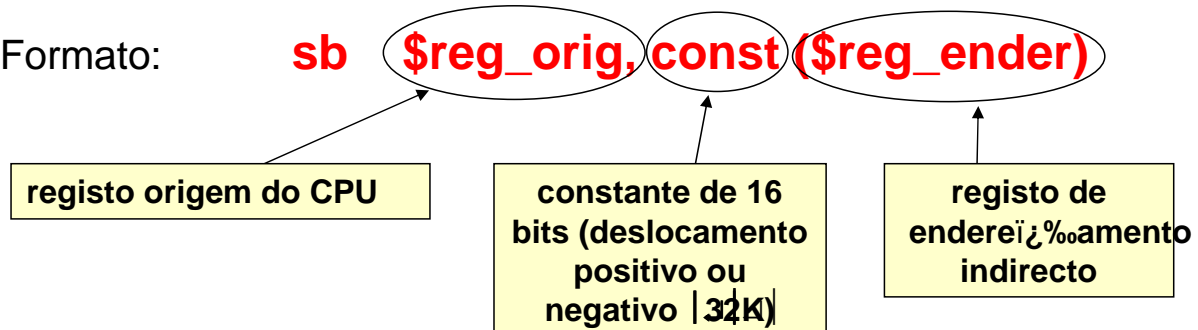 Formato: sb $reg_orig, const ($reg_ender)
registo origem do CPU
constante de 16
bits (deslocamento
positivo ou
negativo 32K)
registo de
endereï¿‰amento
indirecto